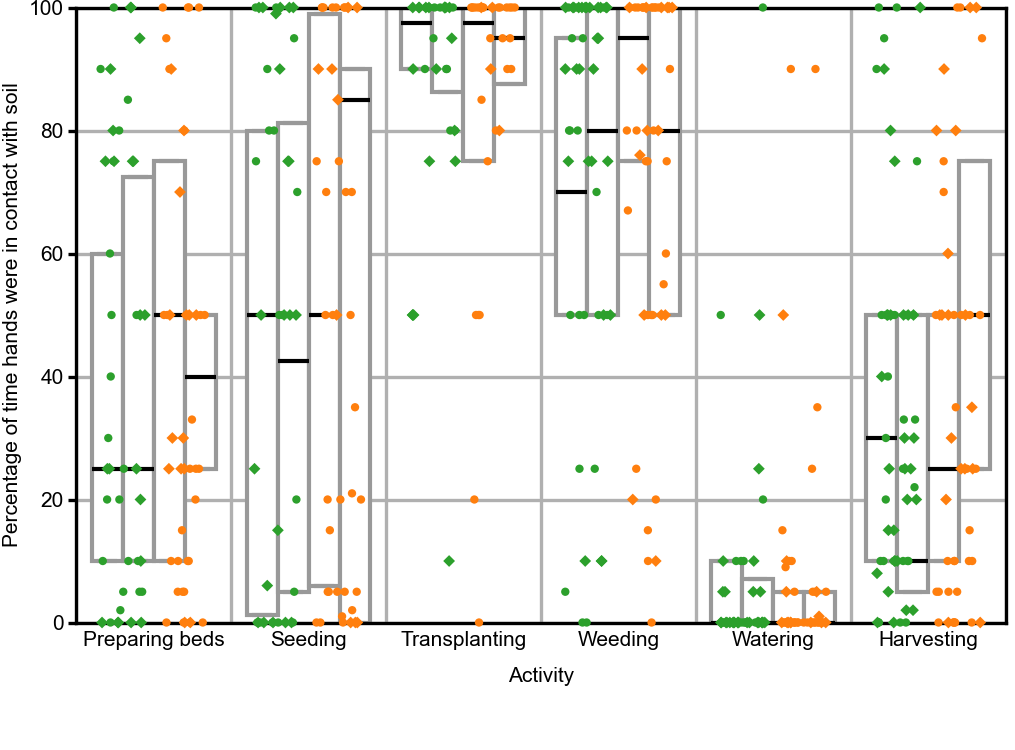 Percentage of time hands were in contact with soil
100
80
60
40
20
0
Preparing beds Seeding Transplanting Weeding Watering Harvesting
Activity